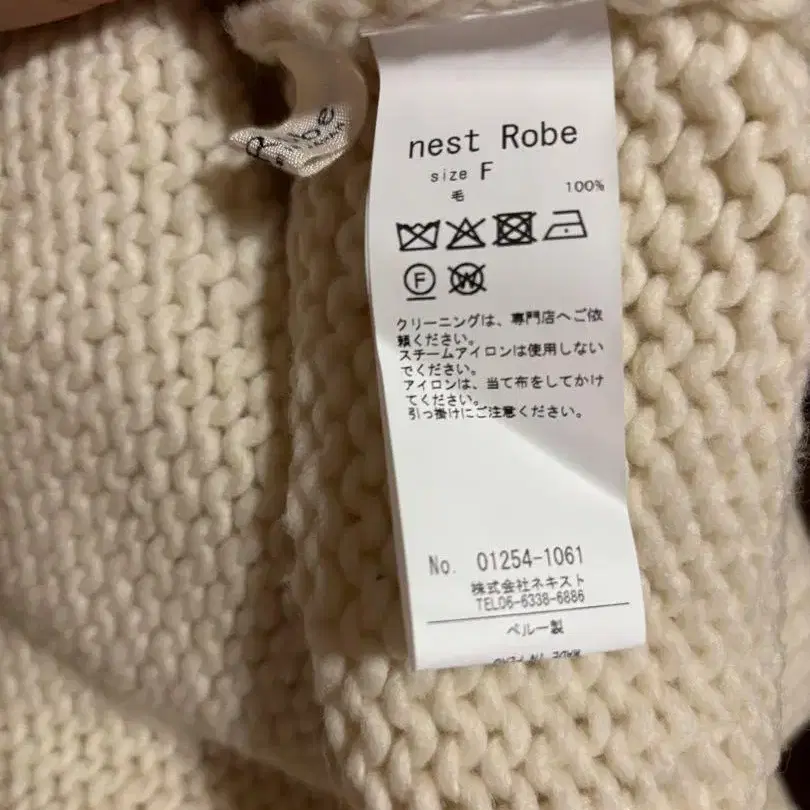 Robe
nest Robe
size F
毛 100%
F
W
クリーニングは、専門店へご依
頼ください。
スチームアイロンは使用しない
でください。
アイロンは、当て布をしてかけ
てください。
引っ掛けにご注意ください。
No. 01254-1061
株式会社ネキスト
TEL06-6338-6886
ペルー製
MADE IN PERU